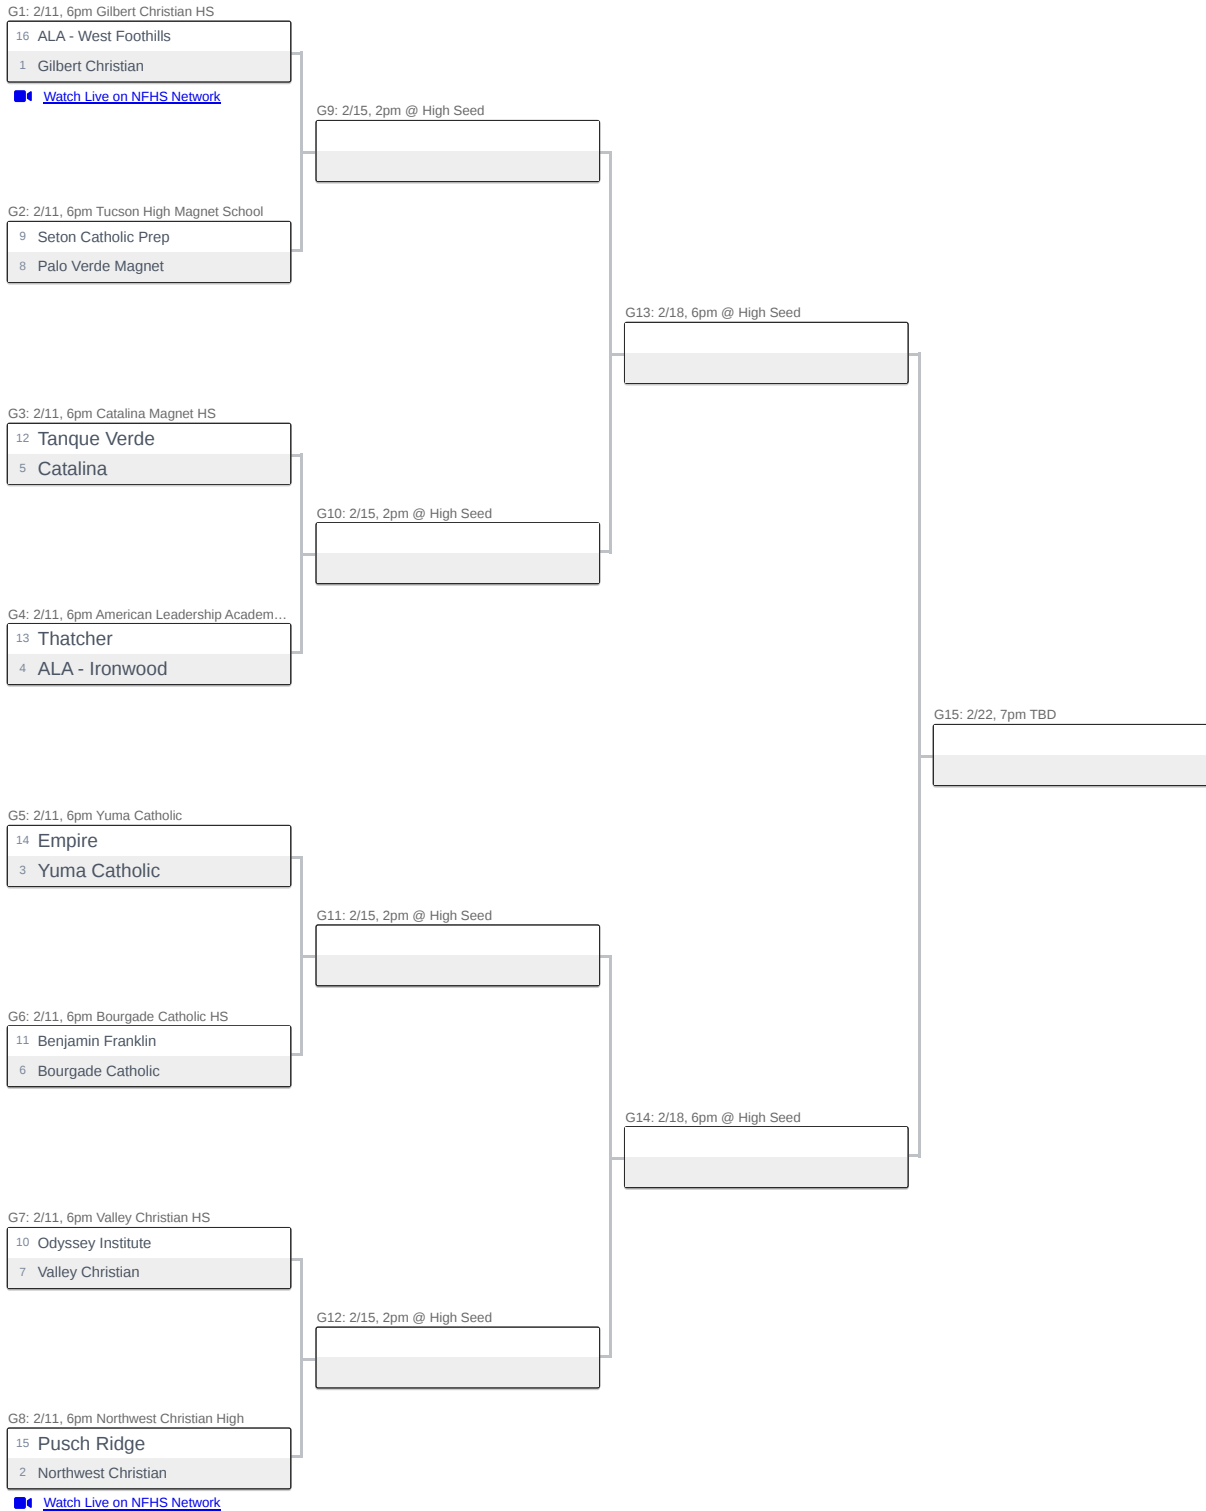 G1: 2/11, 6pm Gilbert Christian HS
16 ALA - West Foothills
1 Gilbert Christian
Watch Live on NFHS Network
G9: 2/15, 2pm @ High Seed
G2: 2/11, 6pm Tucson High Magnet School
9 Seton Catholic Prep
8 Palo Verde Magnet
G13: 2/18, 6pm @ High Seed
G3: 2/11, 6pm Catalina Magnet HS
12 Tanque Verde
5 Catalina
G10: 2/15, 2pm @ High Seed
G4: 2/11, 6pm American Leadership Academ…
13 Thatcher
4 ALA - Ironwood
G15: 2/22, 7pm TBD
G5: 2/11, 6pm Yuma Catholic
14 Empire
3 Yuma Catholic
G11: 2/15, 2pm @ High Seed
G6: 2/11, 6pm Bourgade Catholic HS
11 Benjamin Franklin
6 Bourgade Catholic
G14: 2/18, 6pm @ High Seed
G7: 2/11, 6pm Valley Christian HS
10 Odyssey Institute
7 Valley Christian
G12: 2/15, 2pm @ High Seed
G8: 2/11, 6pm Northwest Christian High
15 Pusch Ridge
2 Northwest Christian
Watch Live on NFHS Network